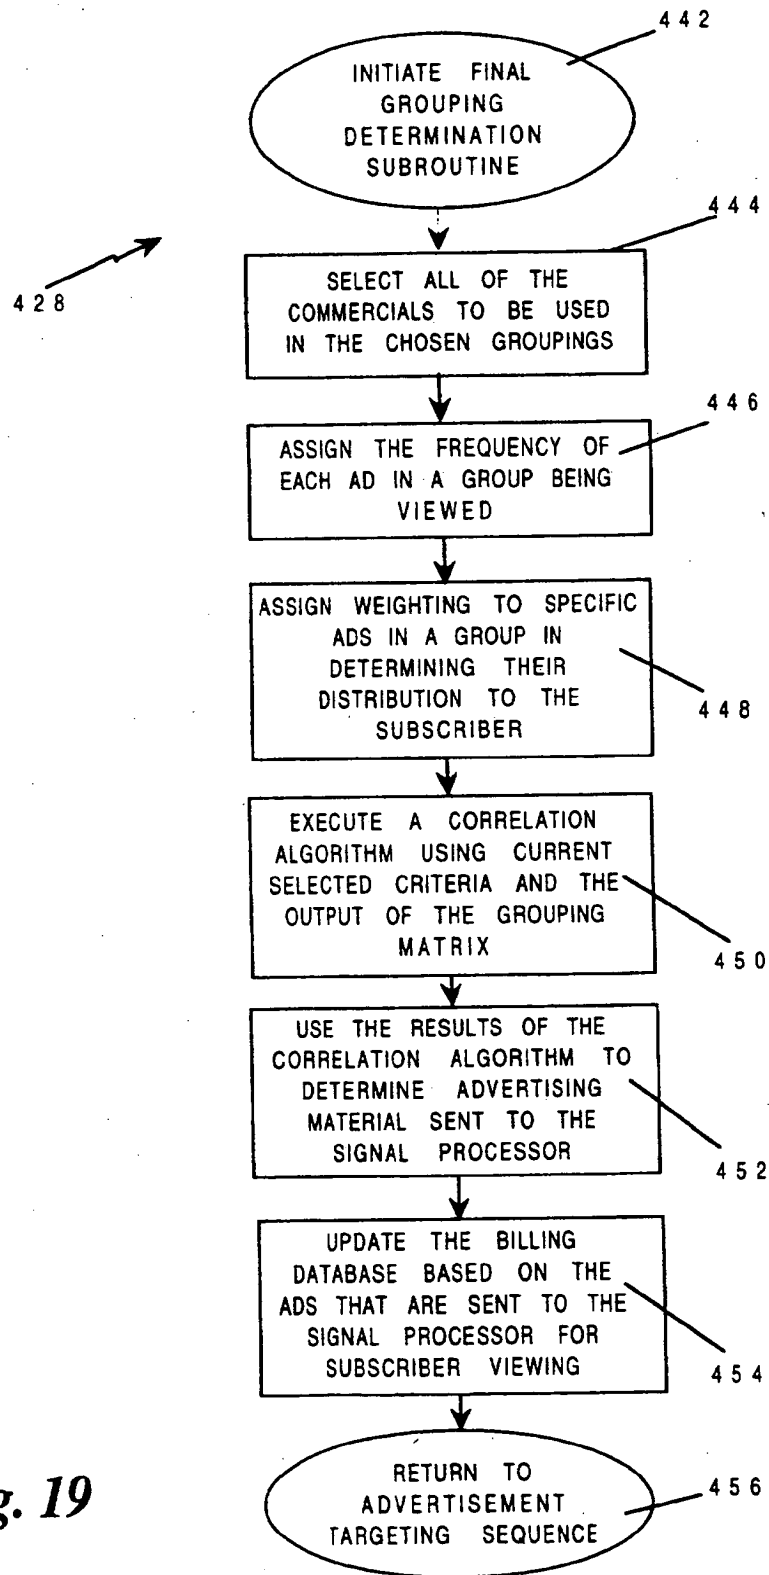 442
INITIATE FINAL
GROUPING
DETERMINATION
SUBROUTINE
444
428
SELECT ALL OF THE
COMMERCIALS TO BE USED
IN THE CHOSEN GROUPINGS
446
ASSIGN THE FREQUENCY OF
EACH AD IN A GROUP BEING
VIEWED
ASSIGN WEIGHTING TO SPECIFIC
ADS IN A GROUP IN
DETERMINING THEIR
DISTRIBUTION TO THE
SUBSCRIBER
448
EXECUTE A CORRELATION
ALGORITHM USING CURRENT
SELECTED CRITERIA AND THE
OUTPUT OF THE GROUPING
MATRIX
450
USE THE RESULTS OF THE
CORRELATION ALGORITHM TO
DETERMINE ADVERTISING
MATERIAL SENT TO THE
SIGNAL PROCESSOR
452
UPDATE THE BILLING
DATABASE BASED ON THE
ADS THAT ARE SENT TO THE
SIGNAL PROCESSOR FOR
SUBSCRIBER VIEWING
454
RETURN TO
ADVERTISEMENT
TARGETING SEQUENCE
456
g. 19